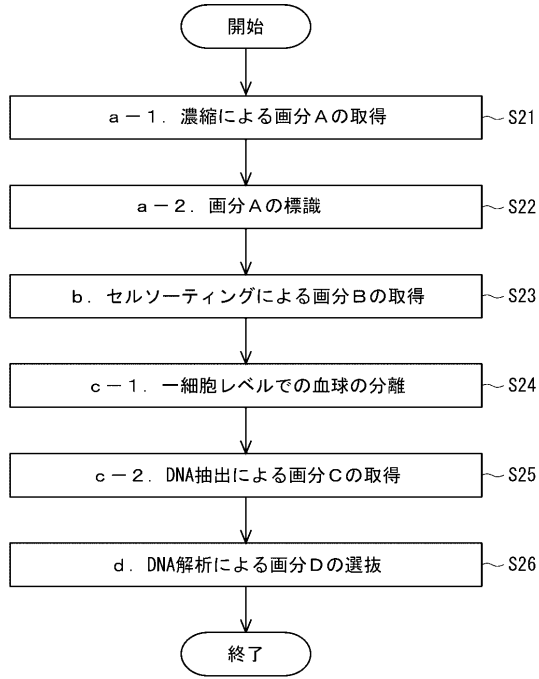 開始
a－1．濃縮による画分Aの取得
S21
a－2．画分Aの標識
S22
b．セルソーティングによる画分Bの取得
S23
c－1．一細胞レベルでの血球の分離
S24
c－2．DNA抽出による画分Cの取得
S25
d．DNA解析による画分Dの選抜
S26
終了